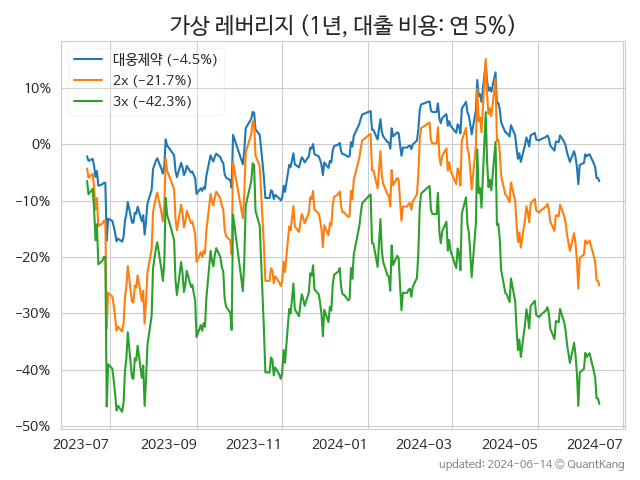 가상 레버리지 (1년, 대출 비용: 연 5%)
대웅제약 (−4.5%)
2x (−21.7%)
3x (−42.3%)
10%
0%
−10%
−20%
−30%
−40%
−50%
2023-07 2023-09 2023-11 2024-01 2024-03 2024-05 2024-07
updated: 2024-06-14 © QuantKang